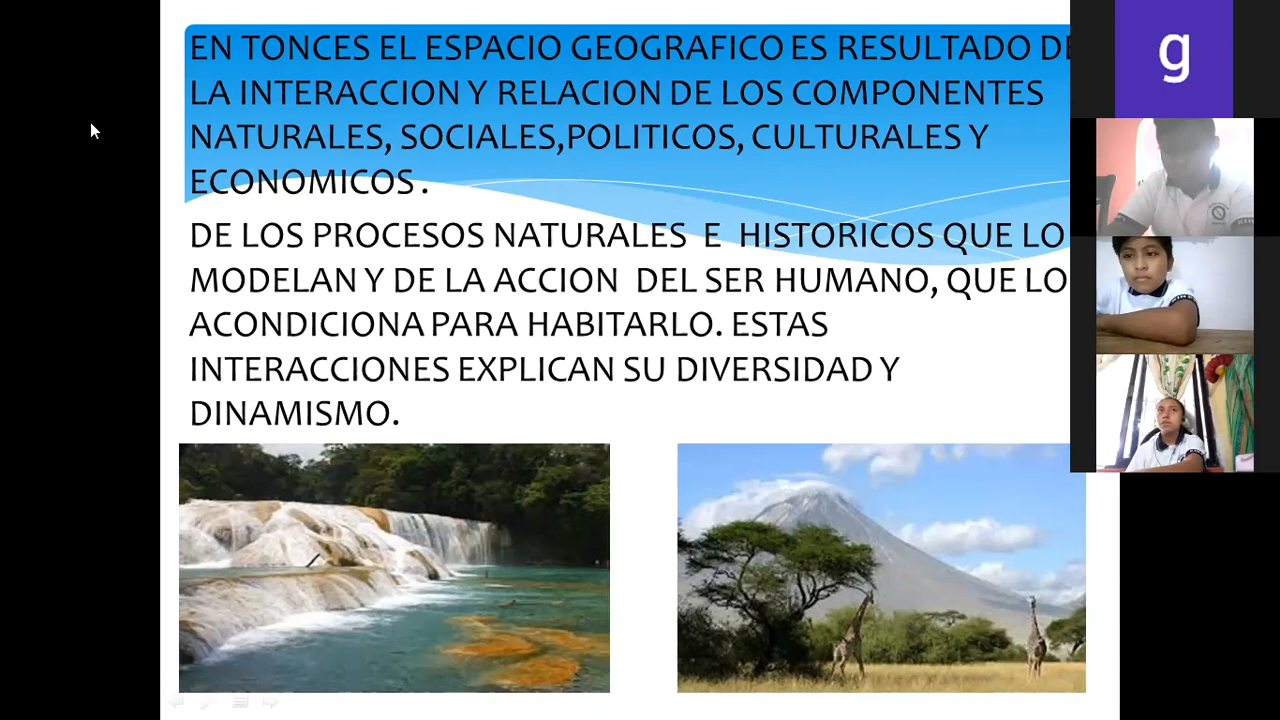 EN TONCES EL ESPACIO GEOGRAFICO ES RESULTADO DE
LA INTERACCION Y RELACION DE LOS COMPONENTES
NATURALES, SOCIALES,POLITICOS, CULTURALES Y
ECONOMICOS .
DE LOS PROCESOS NATURALES E HISTORICOS QUE LO
MODELAN Y DE LA ACCION DEL SER HUMANO, QUE LO
ACONDICIONA PARA HABITARLO. ESTAS
INTERACCIONES EXPLICAN SU DIVERSIDAD Y
DINAMISMO.
g